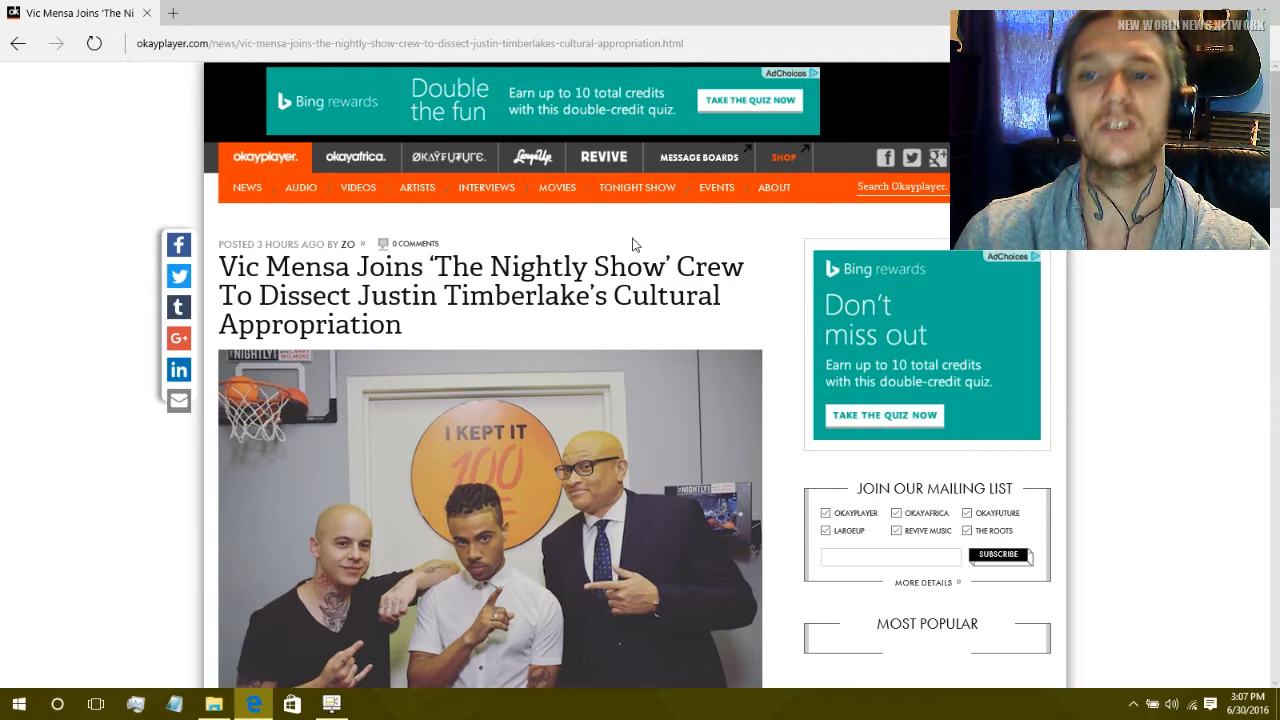 Vic Mensa Joins The N
okayplayer.com/news/vic-mensa-joins-the-nightly-show-crew-to-dissect-justin-timberlakes-cultural-appropriation.html
NEW WORLD NEWS NETWORK
AdChoices
Bing rewards
Double
the fun
Earn up to 10 total credits
with this double-credit quiz.
TAKE THE QUIZ NOW
okayplayer. okayafrica. ØKAYFUTURE. LargeUp REVIVE MESSAGE BOARDS SHOP
NEWS / AUDIO / VIDEOS / ARTISTS / INTERVIEWS / MOVIES / TONIGHT SHOW / EVENTS / ABOUT
Search Okayplayer.
POSTED 3 HOURS AGO BY ZO » 0 COMMENTS
Vic Mensa Joins ‘The Nightly Show’ Crew
To Dissect Justin Timberlake’s Cultural
Appropriation
NIGHTLY
I KEPT IT
100
AdChoices
Bing rewards
Don't
miss out
Earn up to 10 total credits
with this double-credit quiz.
TAKE THE QUIZ NOW
JOIN OUR MAILING LIST
OKAYPLAYER OKAYAFRICA OKAYFUTURE
LARGEUP REVIVE MUSIC THE ROOTS
SUBSCRIBE
MORE DETAILS »
MOST POPULAR
3:07 PM
6/30/2016